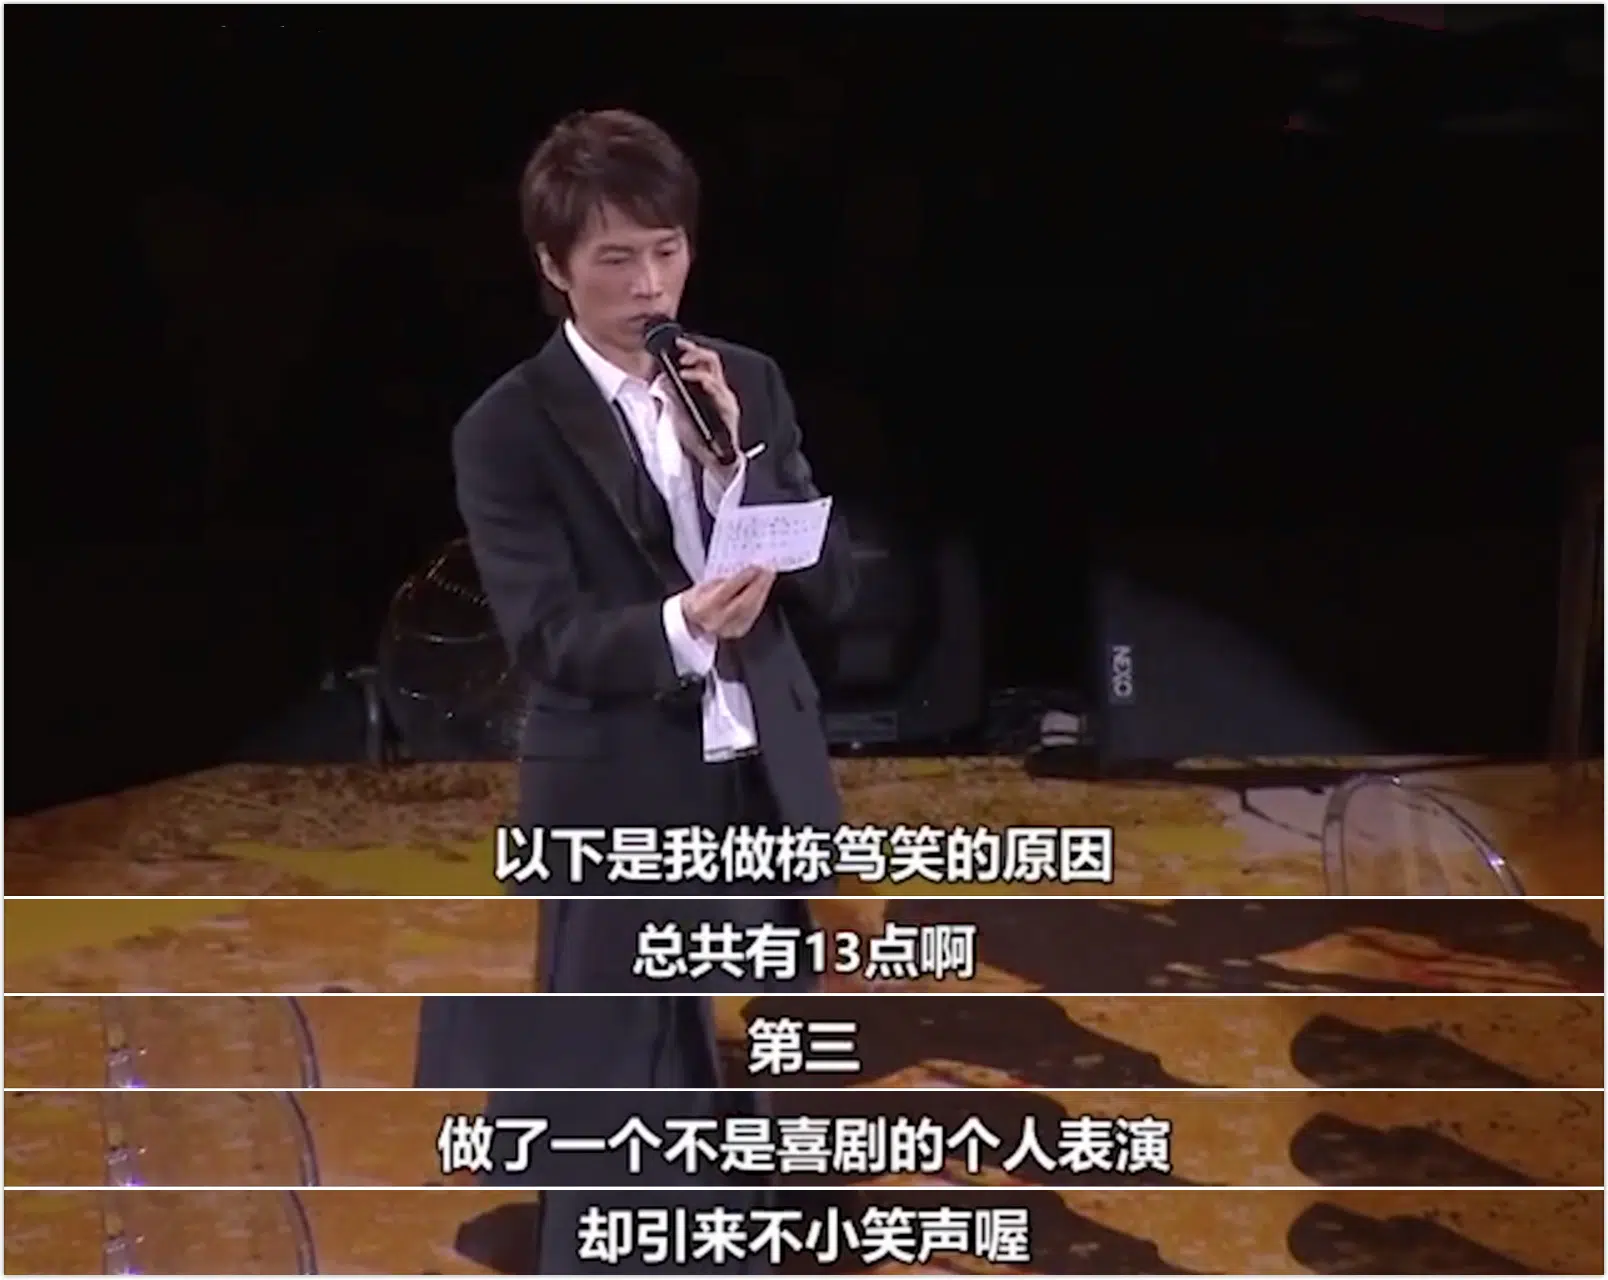 NEXO
以下是我做栋笃笑的原因
总共有13点啊
第三
做了一个不是喜剧的个人表演
却引来不小笑声喔